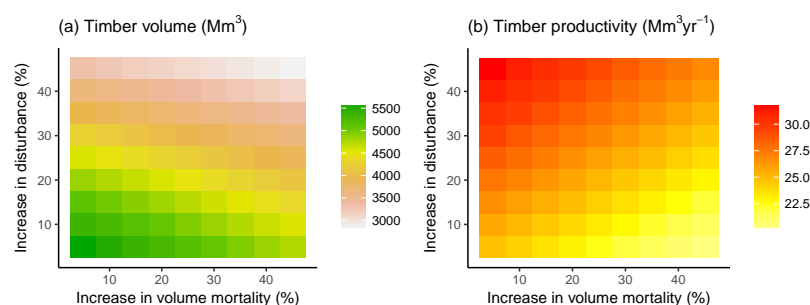 (a) Timber volume (Mm³)
Increase in disturbance (%)
40
30
20
10
10 20 30 40
Increase in volume mortality (%)
5500
5000
4500
4000
3500
3000
(b) Timber productivity (Mm³yr⁻¹)
Increase in disturbance (%)
40
30
20
10
10 20 30 40
Increase in volume mortality (%)
30.0
27.5
25.0
22.5